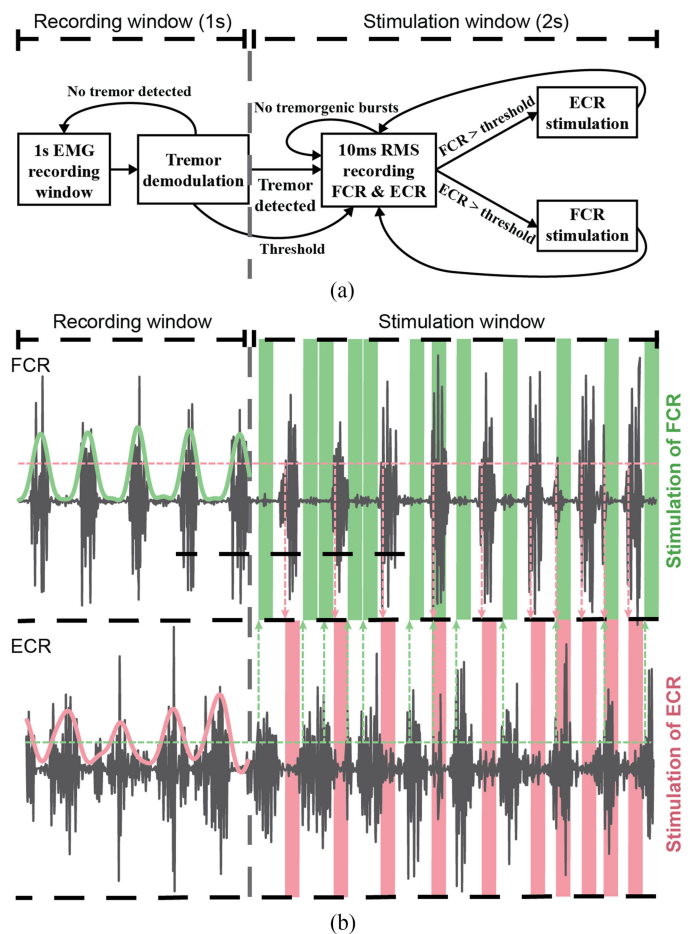 Recording window (1s)
Stimulation window (2s)
No tremor detected
No tremorgenic bursts
1s EMG
recording
window
Tremor
demodulation
Tremor
detected
Threshold
10ms RMS
recording
FCR & ECR
FCR > threshold
ECR > threshold
ECR
stimulation
FCR
stimulation
(a)
Recording window
Stimulation window
FCR
Stimulation of FCR
ECR
Stimulation of ECR
(b)